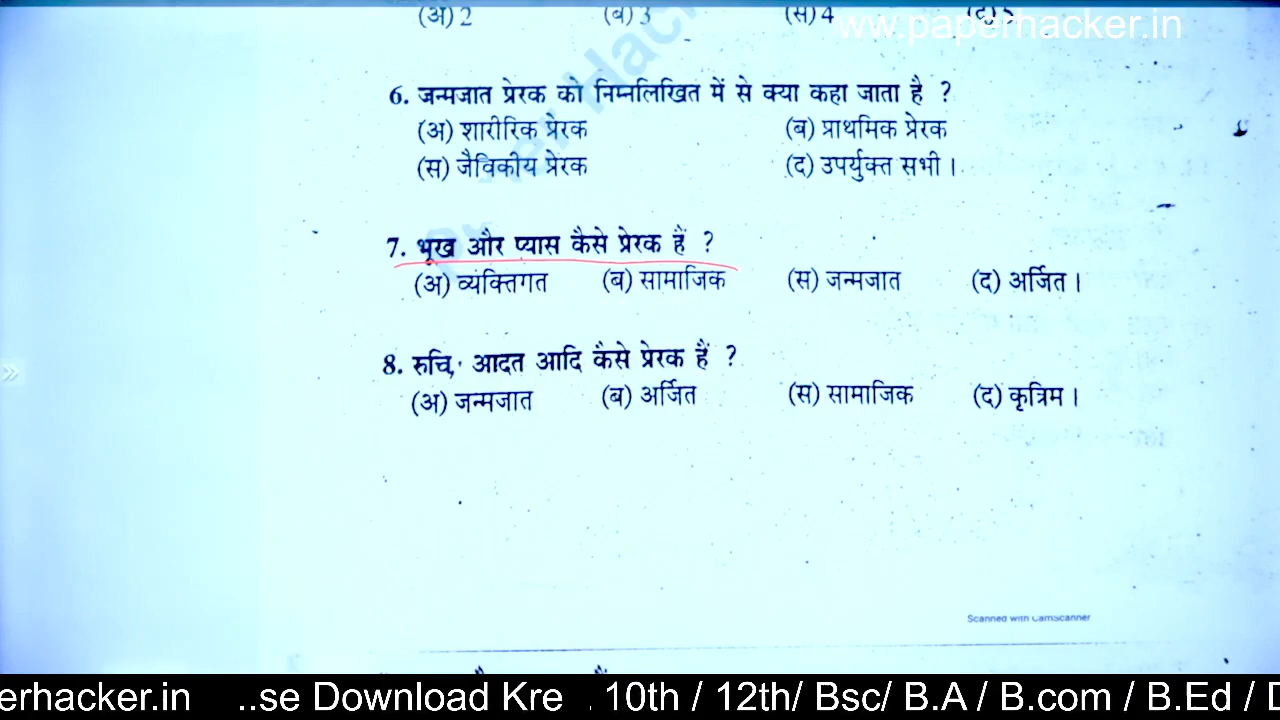 (अ) 2 (ब) 3 (स) 4 (द) 5
www.paperhacker.in
6. जन्मजात प्रेरक को निम्नलिखित में से क्या कहा जाता है ?
(अ) शारीरिक प्रेरक (ब) प्राथमिक प्रेरक
(स) जैविकीय प्रेरक (द) उपर्युक्त सभी।
7. भूख और प्यास कैसे प्रेरक हैं ?
(अ) व्यक्तिगत (ब) सामाजिक (स) जन्मजात (द) अर्जित।
8. रुचि, आदत आदि कैसे प्रेरक हैं ?
(अ) जन्मजात (ब) अर्जित (स) सामाजिक (द) कृत्रिम।
Scanned with CamScanner
erhacker.in ..se Download Kre . 10th / 12th/ Bsc/ B.A / B.com / B.Ed /